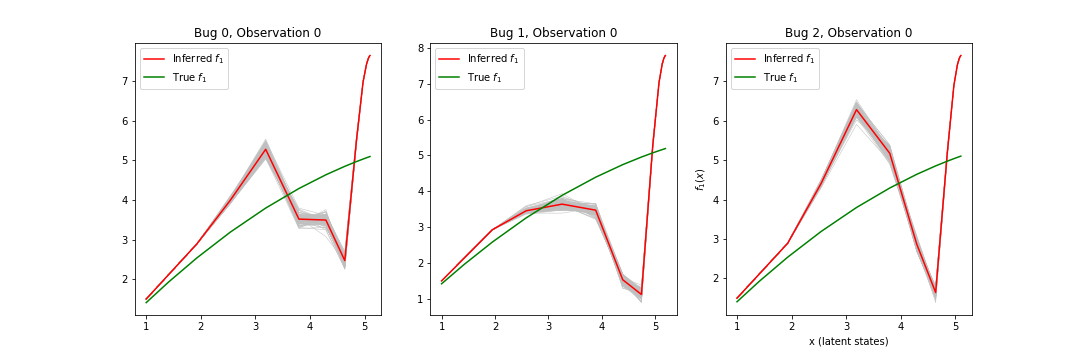 Bug 0, Observation 0
Inferred f₁
True f₁
7
6
5
4
3
2
1 2 3 4 5
Bug 1, Observation 0
Inferred f₁
True f₁
8
7
6
5
4
3
2
1
1 2 3 4 5
Bug 2, Observation 0
Inferred f₁
True f₁
f₁(x)
7
6
5
4
3
2
1 2 3 4 5
x (latent states)